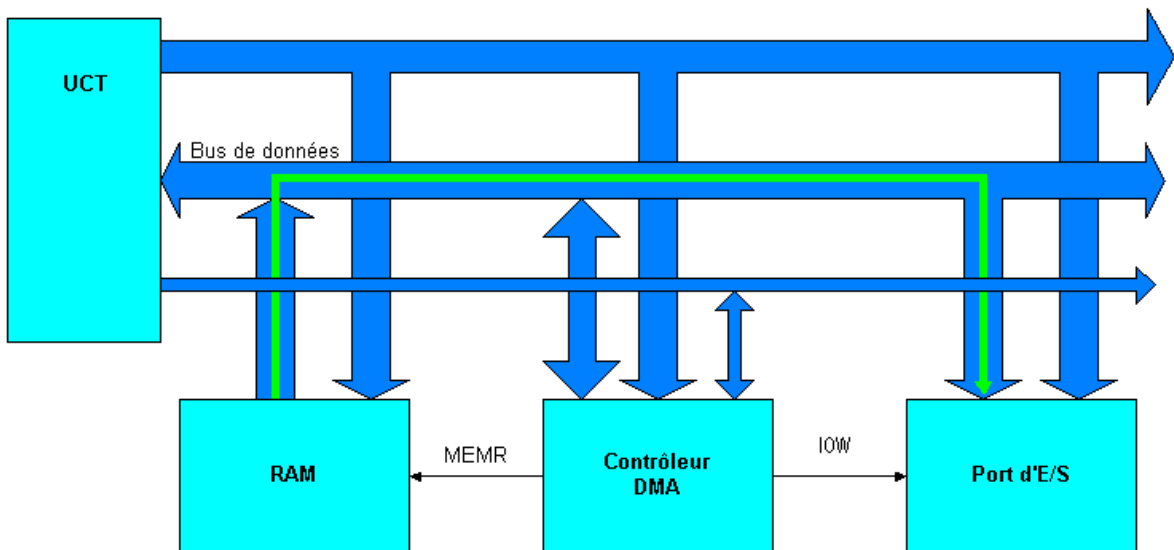 UCT
Bus de données
MEMR
IOW
RAM
Contrôleur
DMA
Port d'E/S